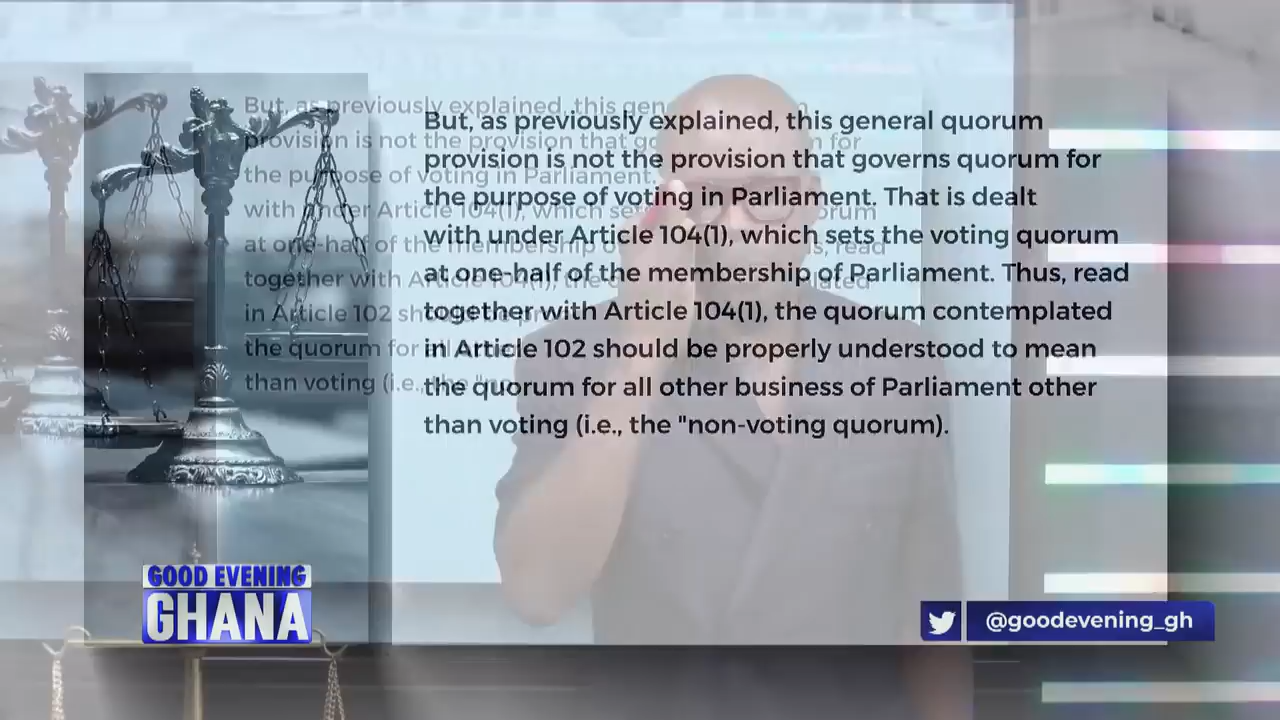 But, as previously explained, this general quorum
provision is not the provision that governs quorum for
the purpose of voting in Parliament. That is dealt
with under Article 104(1), which sets the voting quorum
at one-half of the membership of Parliament. Thus, read
together with Article 104(1), the quorum contemplated
in Article 102 should be properly understood to mean
the quorum for all other business of Parliament other
than voting (i.e., the "non-voting quorum).
GOOD EVENING
GHANA
@goodevening_gh